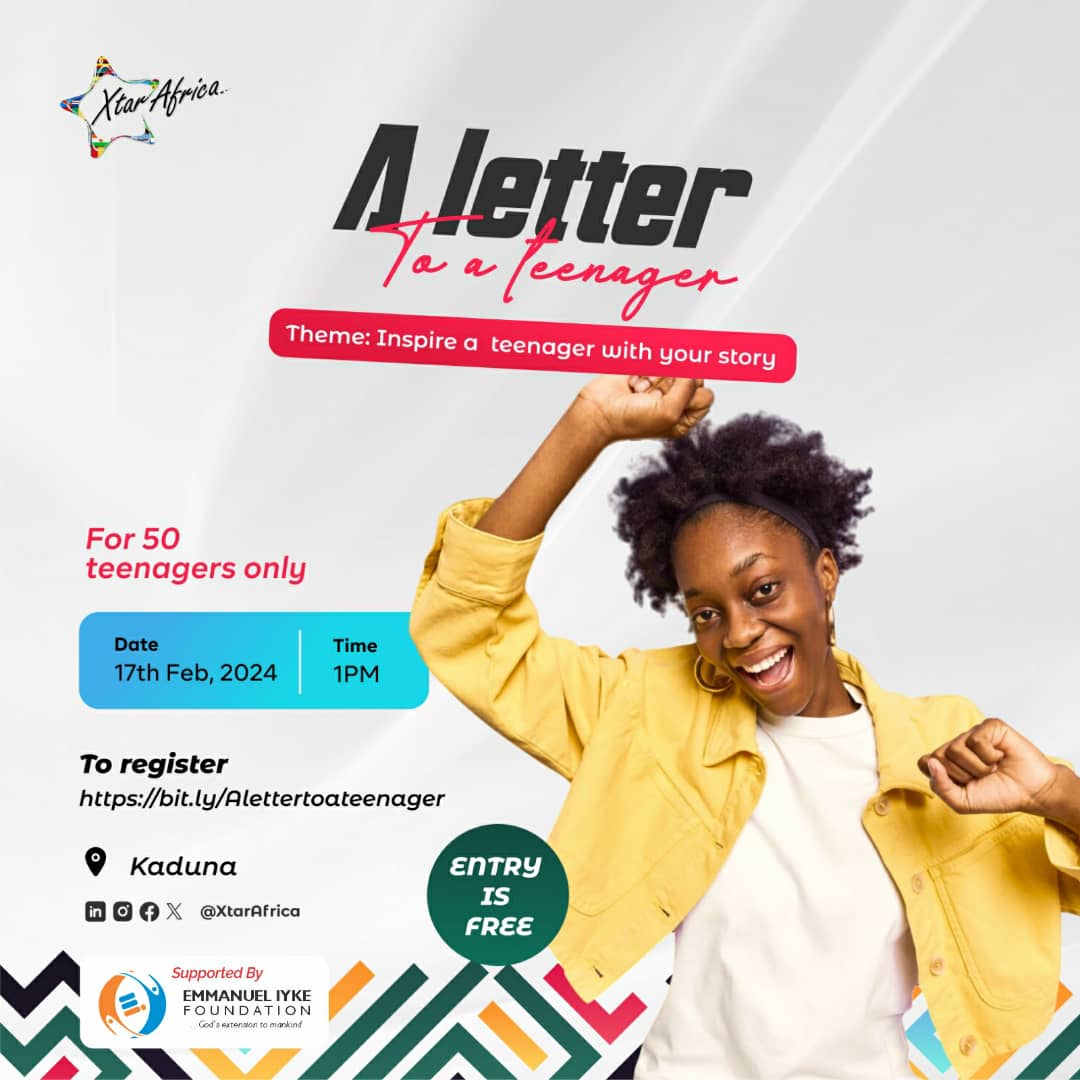 Xtar Africa..
A letter
To a teenager
Theme: Inspire a teenager with your story
For 50
teenagers only
Date
17th Feb, 2024
Time
1PM
To register
https://bit.ly/Alettertoateenager
Kaduna
@XtarAfrica
ENTRY
IS
FREE
Supported By
EMMANUEL IYKE
FOUNDATION
...God's extension to mankind